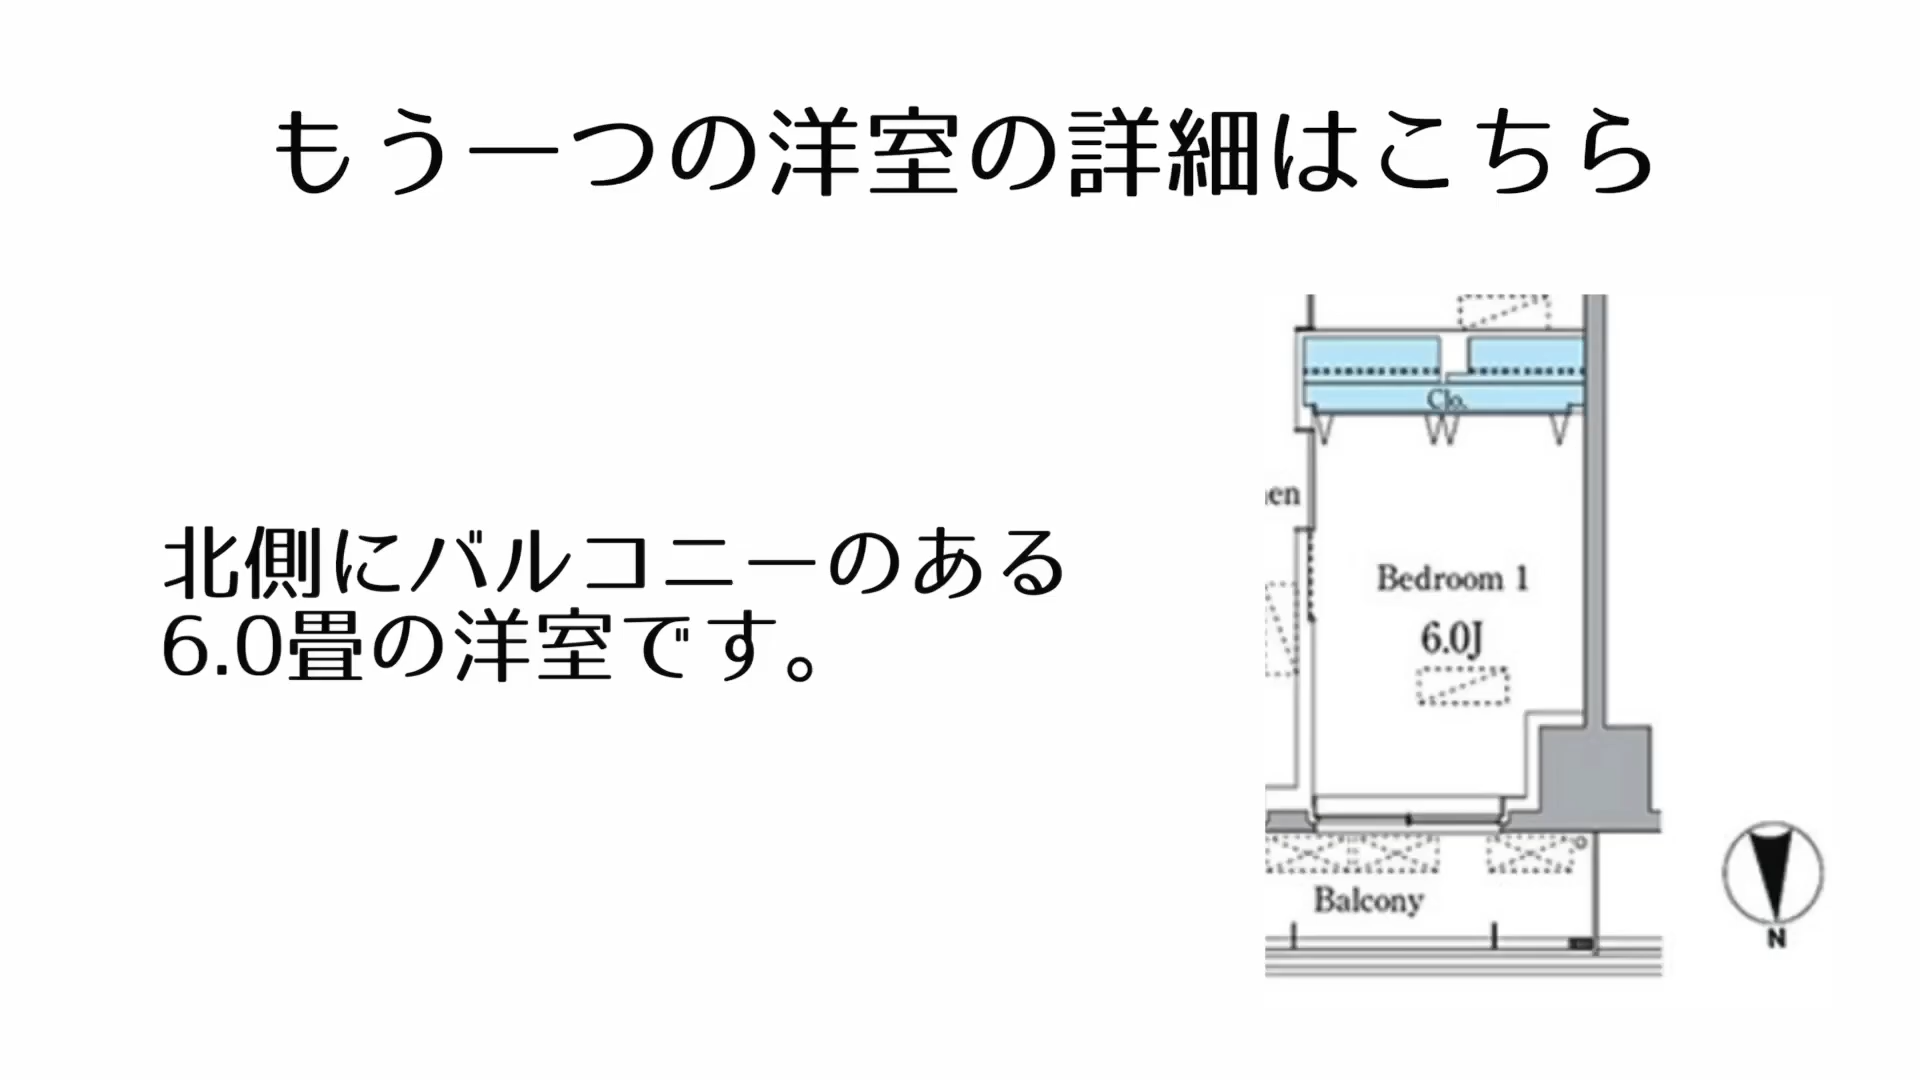 もう一つの洋室の詳細はこちら
北側にバルコニーのある
6.0畳の洋室です。
Clo.
en
Bedroom 1
6.0J
Balcony
N